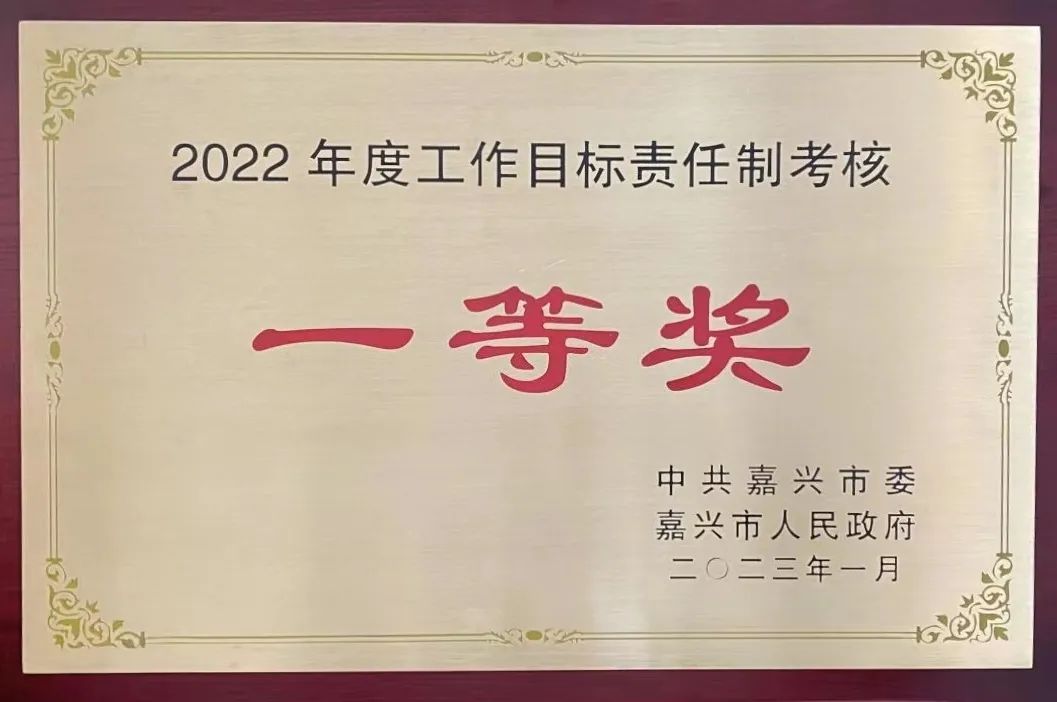 2022 年度工作目标责任制考核
一等奖
中共嘉兴市委
嘉兴市人民政府
二〇二三年一月